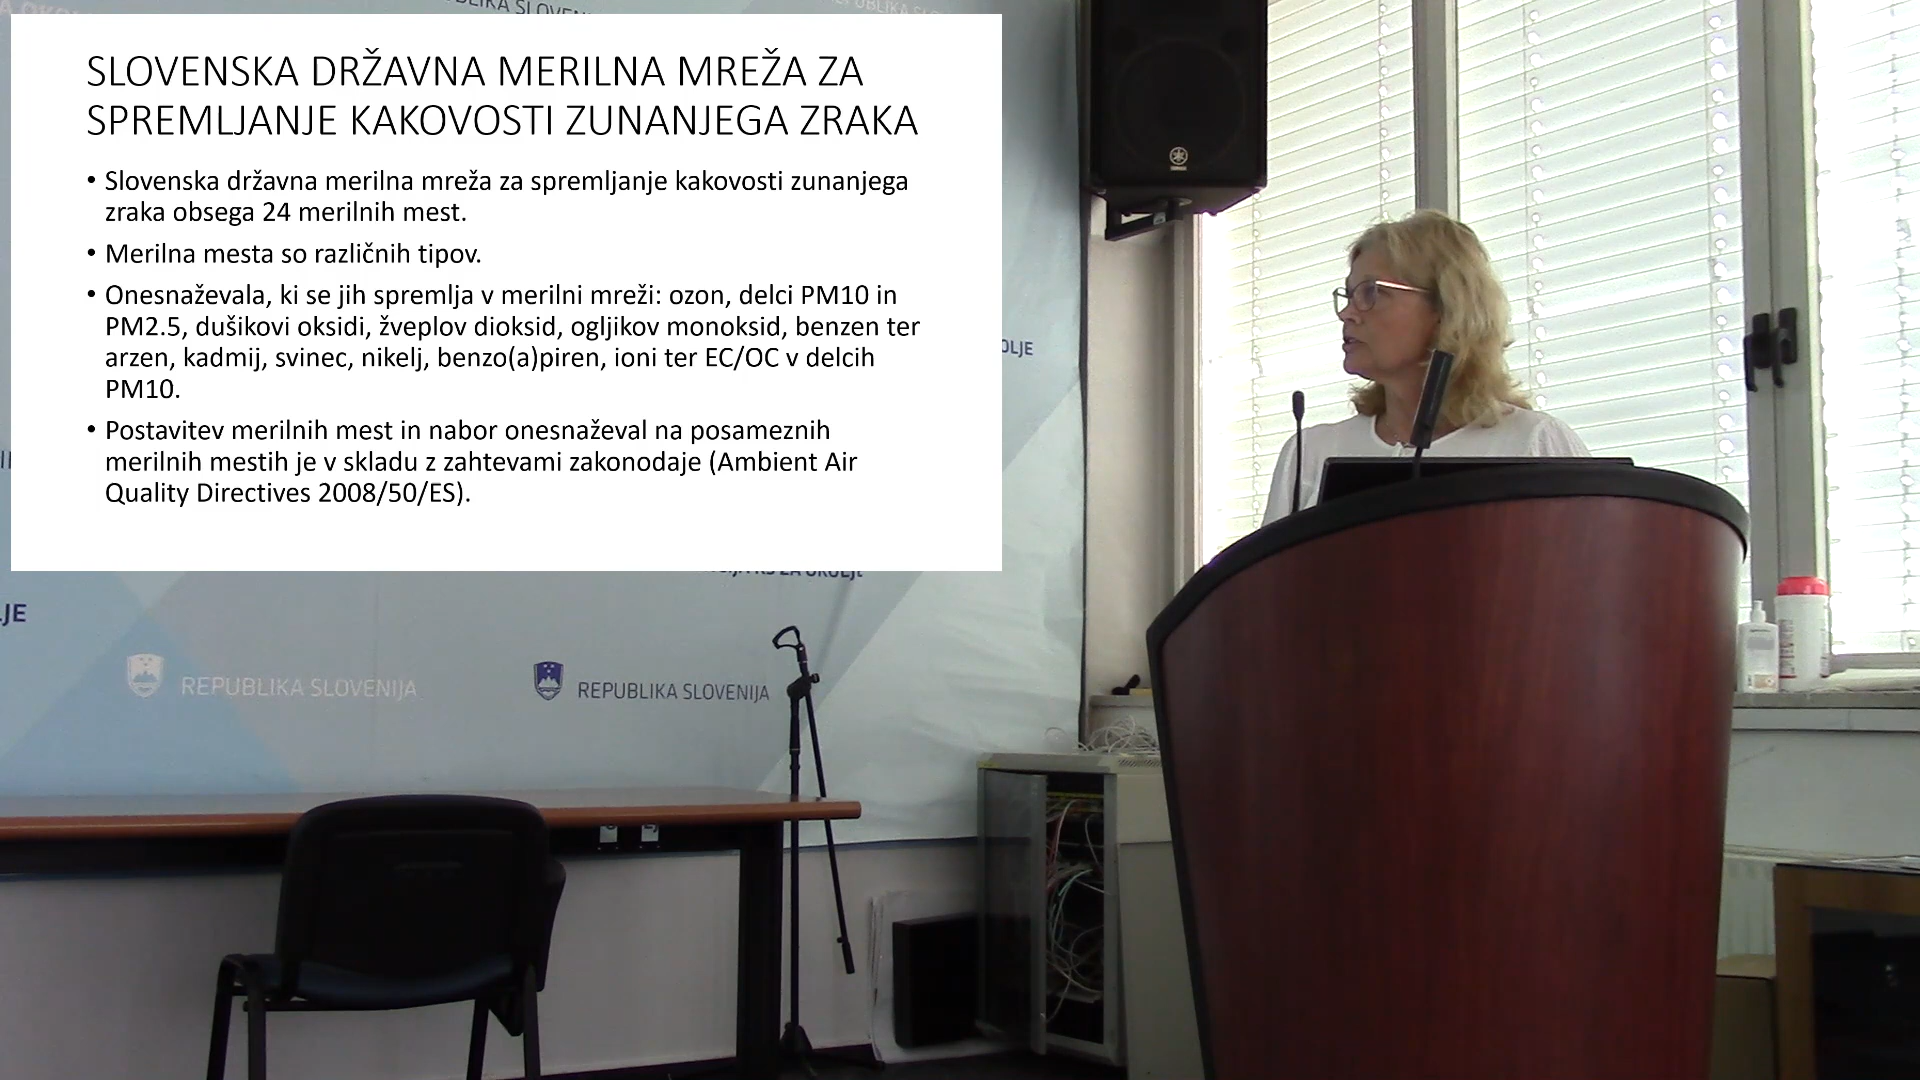 SLOVENSKA DRŽAVNA MERILNA MREŽA ZA
SPREMLJANJE KAKOVOSTI ZUNANJEGA ZRAKA
• Slovenska državna merilna mreža za spremljanje kakovosti zunanjega
zraka obsega 24 merilnih mest.
• Merilna mesta so različnih tipov.
• Onesnaževala, ki se jih spremlja v merilni mreži: ozon, delci PM10 in
PM2.5, dušikovi oksidi, žveplov dioksid, ogljikov monoksid, benzen ter
arzen, kadmij, svinec, nikelj, benzo(a)piren, ioni ter EC/OC v delcih
PM10.
• Postavitev merilnih mest in nabor onesnaževal na posameznih
merilnih mestih je v skladu z zahtevami zakonodaje (Ambient Air
Quality Directives 2008/50/ES).
REPUBLIKA SLOVENIJA
REPUBLIKA SLOVENIJA